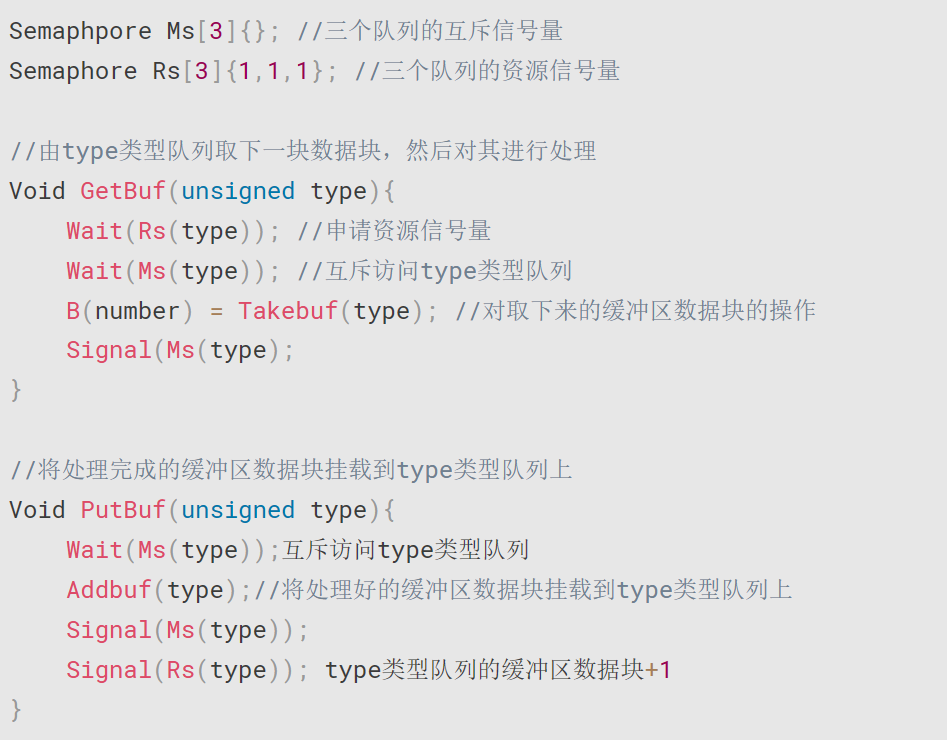 Semaphpore Ms[3]{}; //三个队列的互斥信号量
Semaphore Rs[3]{1,1,1}; //三个队列的资源信号量
//由type类型队列取下一块数据块，然后对其进行处理
Void GetBuf(unsigned type){
Wait(Rs(type)); //申请资源信号量
Wait(Ms(type)); //互斥访问type类型队列
B(number) = Takebuf(type); //对取下来的缓冲区数据块的操作
Signal(Ms(type);
}
//将处理完成的缓冲区数据块挂载到type类型队列上
Void PutBuf(unsigned type){
Wait(Ms(type));互斥访问type类型队列
Addbuf(type);//将处理好的缓冲区数据块挂载到type类型队列上
Signal(Ms(type));
Signal(Rs(type)); type类型队列的缓冲区数据块+1
}